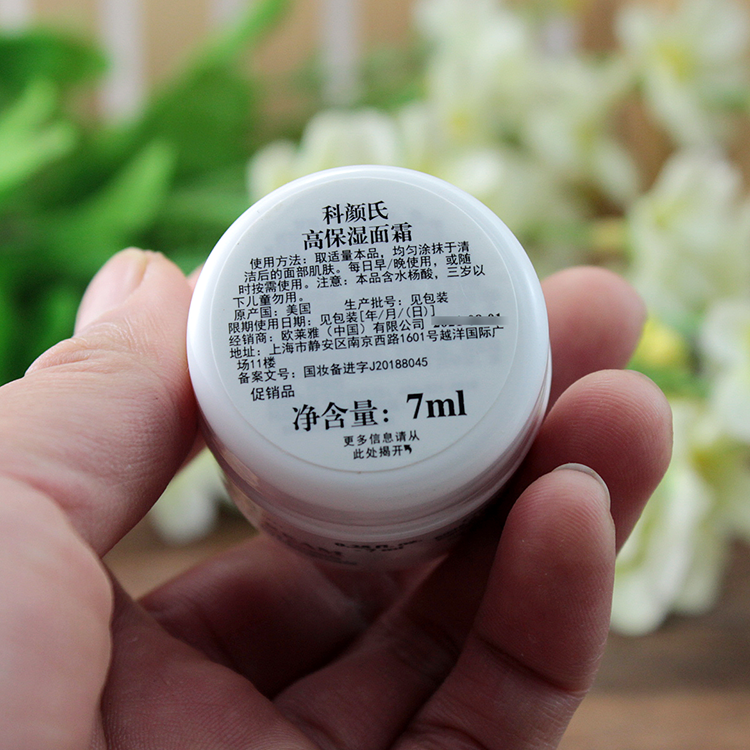 科颜氏
高保湿面霜
使用方法：取适量本品，均匀涂抹于清
洁后的面部肌肤。每日早/晚使用，或随
时按需使用。注意：本品含水杨酸，三岁以
下儿童勿用。
原产国：美国 生产批号：见包装
限期使用日期：见包装[年/月/(日)]
经销商：欧莱雅（中国）有限公司
地址：上海市静安区南京西路1601号越洋国际广
场11楼
备案文号：国妆备进字J20188045
促销品
净含量：7ml
更多信息请从
此处揭开